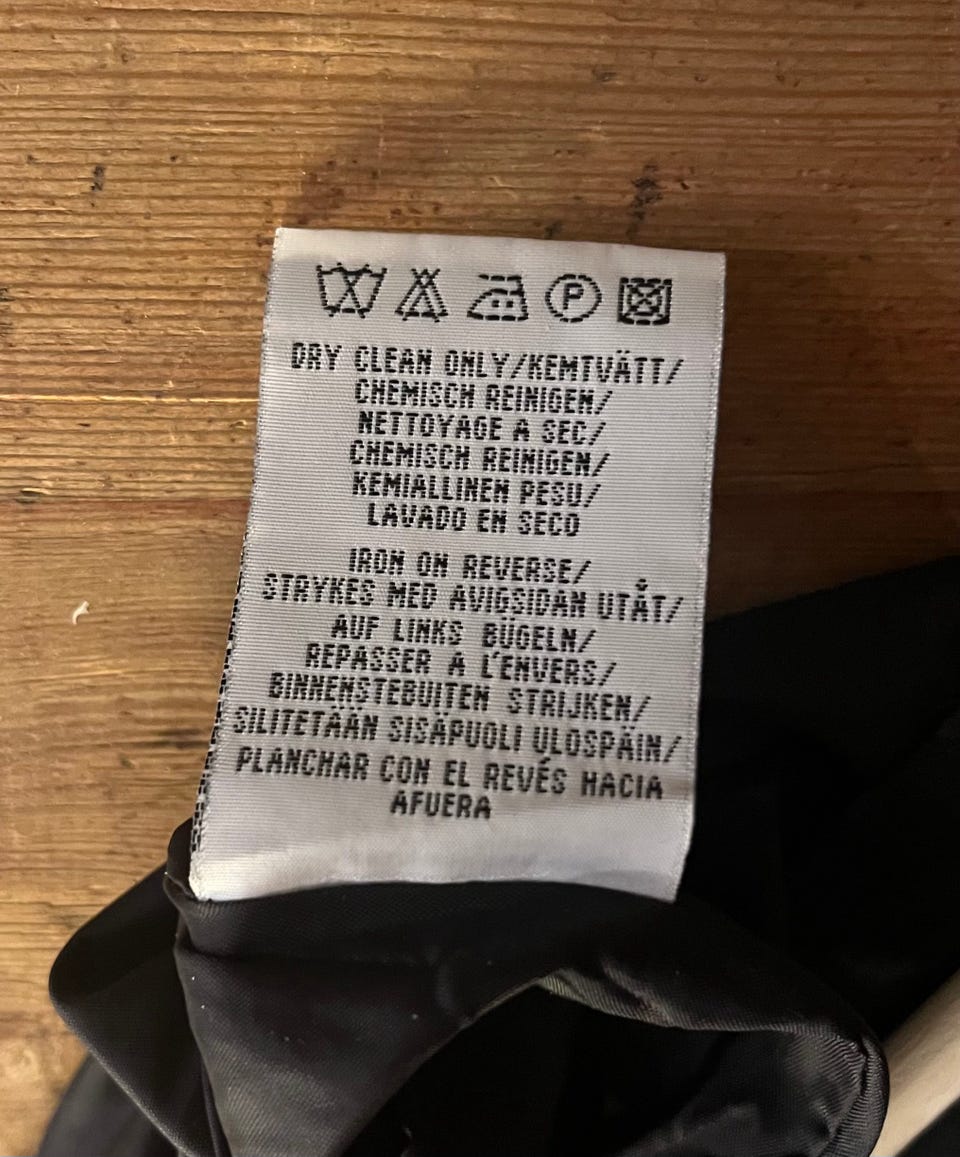 P
DRY CLEAN ONLY/KEMTVÄTT/
CHEMISCH REINIGEN/
NETTOYAGE A SEC/
CHEMISCH REINIGEN/
KEMIALLINEN PESU/
LAVADO EN SECO
IRON ON REVERSE/
STRYKES MED AVIGSIDAN UTÅT/
AUF LINKS BÜGELN/
REPASSER A L'ENVERS/
BINNENSTEBUITEN STRIJKEN/
SILITETÄÄN SISÄPUOLI ULOSPÄIN/
PLANCHAR CON EL REVÉS HACIA
AFUERA